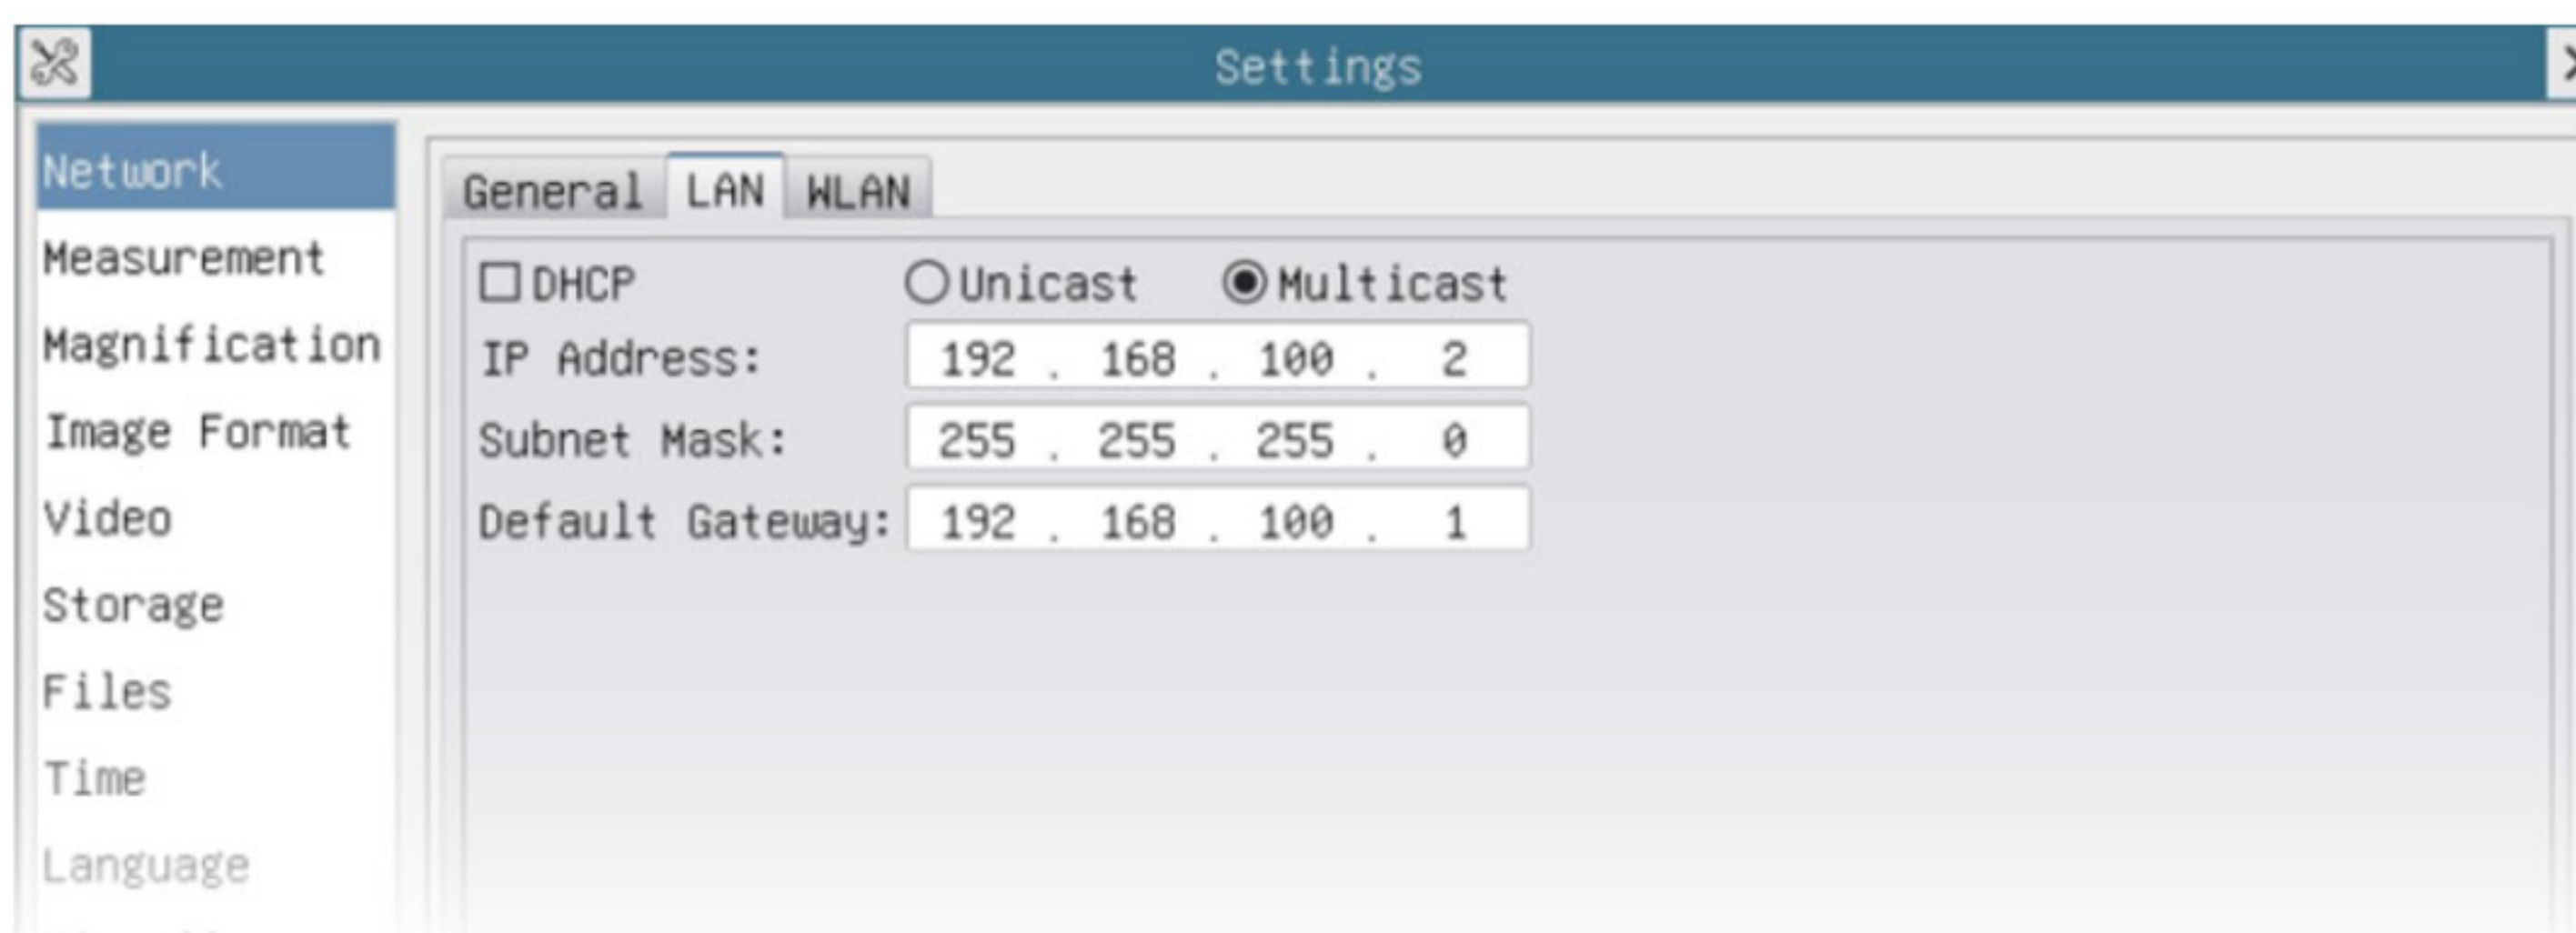 Settings
Network
Measurement
Magnification
Image Format
Video
Storage
Files
Time
Language
General LAN WLAN
DHCP Unicast Multicast
IP Address: 192 . 168 . 100 . 2
Subnet Mask: 255 . 255 . 255 . 0
Default Gateway: 192 . 168 . 100 . 1